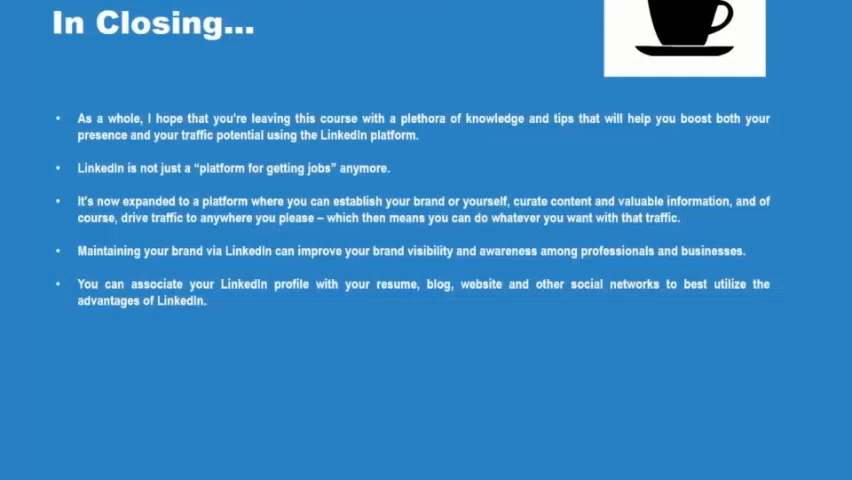 In Closing...
• As a whole, I hope that you're leaving this course with a plethora of knowledge and tips that will help you boost both your
presence and your traffic potential using the LinkedIn platform.
• LinkedIn is not just a “platform for getting jobs” anymore.
• It's now expanded to a platform where you can establish your brand or yourself, curate content and valuable information, and of
course, drive traffic to anywhere you please – which then means you can do whatever you want with that traffic.
• Maintaining your brand via LinkedIn can improve your brand visibility and awareness among professionals and businesses.
• You can associate your LinkedIn profile with your resume, blog, website and other social networks to best utilize the
advantages of LinkedIn.